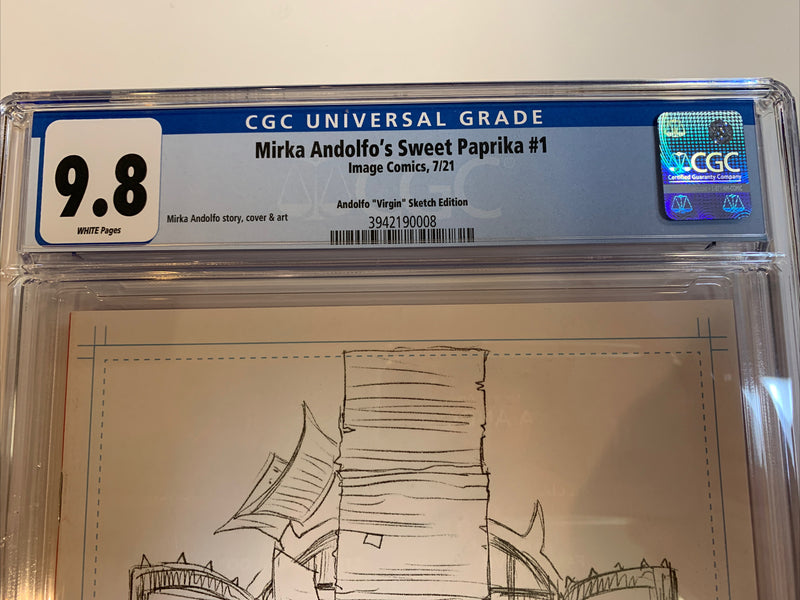 CGC UNIVERSAL GRADE
9.8
WHITE Pages
Mirka Andolfo's Sweet Paprika #1
Image Comics, 7/21
Andolfo "Virgin" Sketch Edition
Mirka Andolfo story, cover & art
3942190008
CGC
CGC
Certified Guaranty Company